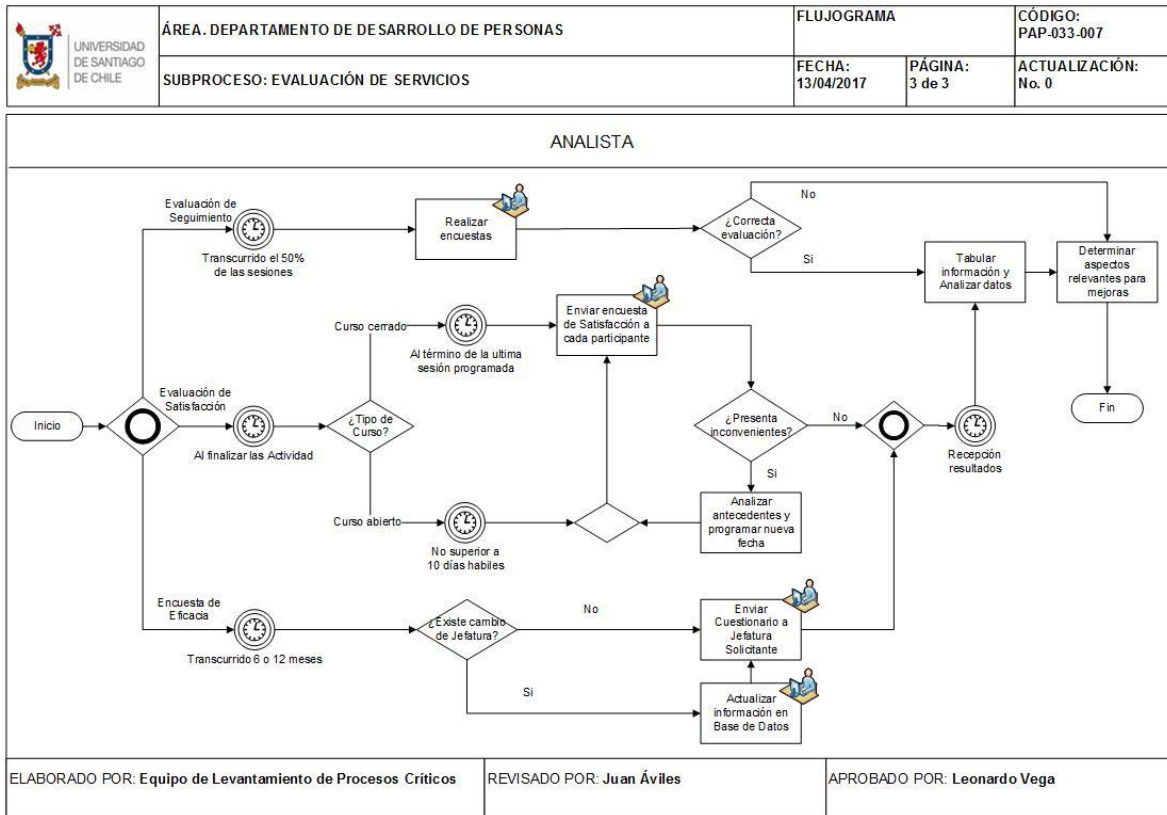 UNIVERSIDAD
DE SANTIAGO
DE CHILE
ÁREA. DEPARTAMENTO DE DESARROLLO DE PERSONAS
FLUJOGRAMA
CÓDIGO:
PAP-033-007
SUBPROCESO: EVALUACIÓN DE SERVICIOS
FECHA:
13/04/2017
PÁGINA:
3 de 3
ACTUALIZACIÓN:
No. 0
ANALISTA
Evaluación de
Seguimiento
Transcurrido el 50%
de las sesiones
Realizar
encuestas
¿Correcta
evaluación?
No
Si
Tabular
información y
Analizar datos
Determinar
aspectos
relevantes para
mejoras
Curso cerrado
Al término de la ultima
sesión programada
Enviar encuesta
de Satisfacción a
cada participante
Inicio
Evaluación de
Satisfacción
Al finalizar las Actividad
¿Tipo de
Curso?
¿Presenta
inconvenientes?
No
Si
Recepción
resultados
Fin
Curso abierto
No superior a
10 días habiles
Analizar
antecedentes y
programar nueva
fecha
Encuesta de
Eficacia
Transcurrido 6 o 12 meses
¿Existe cambio
de Jefatura?
No
Si
Enviar
Cuestionario a
Jefatura
Solicitante
Actualizar
información en
Base de Datos
ELABORADO POR: Equipo de Levantamiento de Procesos Críticos
REVISADO POR: Juan Áviles
APROBADO POR: Leonardo Vega